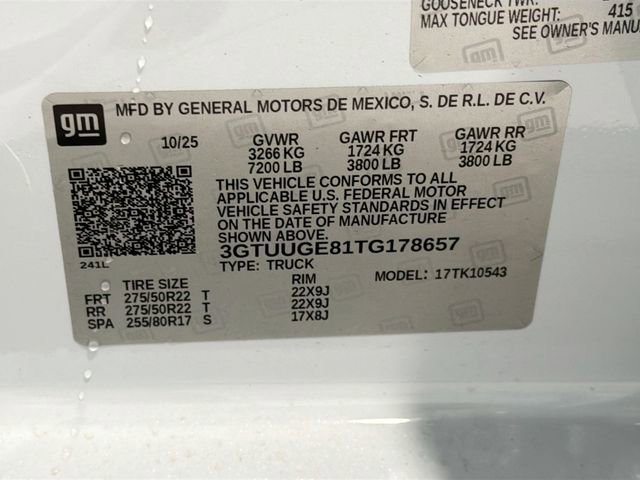 GOOSENECK TWR:
MAX TONGUE WEIGHT: 415
SEE OWNER'S MANU
gm
MFD BY GENERAL MOTORS DE MEXICO, S. DE R.L. DE C.V.
10/25 GVWR GAWR FRT GAWR RR
3266 KG 1724 KG 1724 KG
7200 LB 3800 LB 3800 LB
THIS VEHICLE CONFORMS TO ALL
APPLICABLE U.S. FEDERAL MOTOR
VEHICLE SAFETY STANDARDS IN EFFECT
ON THE DATE OF MANUFACTURE
SHOWN ABOVE.
3GTUUGE81TG178657
241L
TYPE: TRUCK MODEL: 17TK10543
TIRE SIZE RIM
FRT 275/50R22 T 22X9J
RR 275/50R22 T 22X9J
SPA 255/80R17 S 17X8J